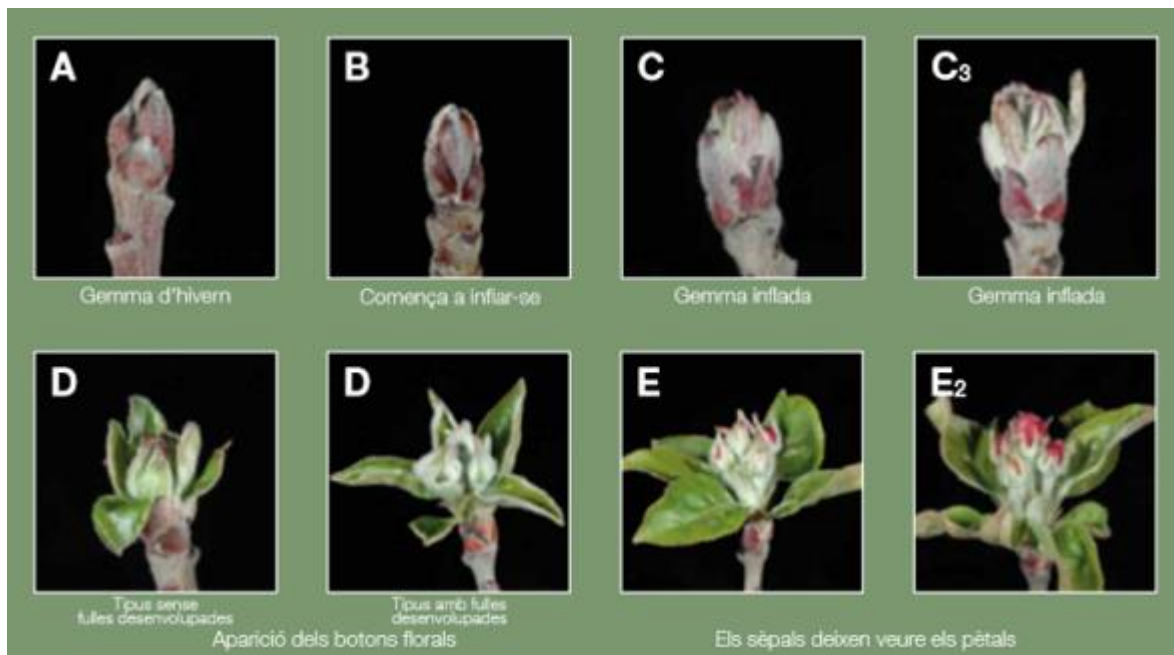 A
B
C
C₃
Gemma d'hivern
Comença a inflar-se
Gemma inflada
Gemma inflada
D
D
E
E₂
Tipus sense
fulles desenvolupades
Tipus amb fulles
desenvolupades
Aparició dels botons florals
Els sèpals deixen veure els pètals